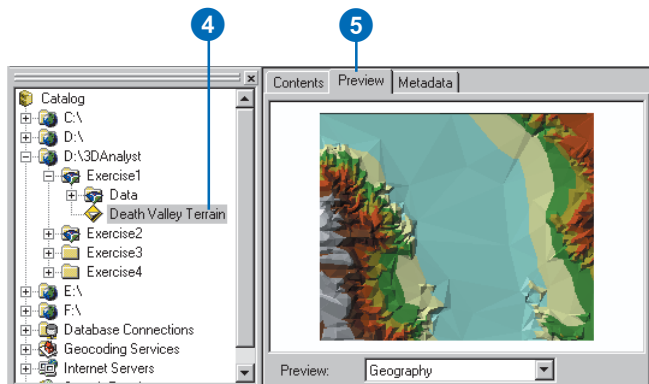 4
5
Contents
Preview
Metadata
Catalog
C:\
D:\
D:\3DAnalyst
Exercise1
Data
Death Valley Terrain
Exercise2
Exercise3
Exercise4
E:\
F:\
Database Connections
Geocoding Services
Internet Servers
Preview:
Geography